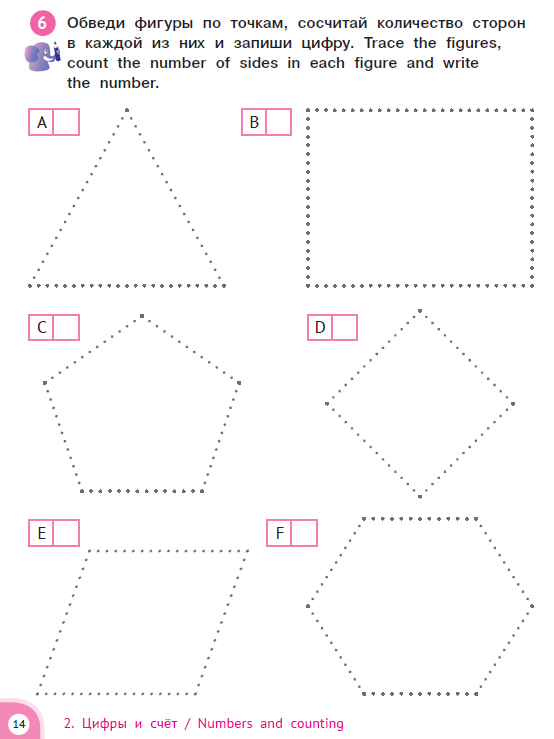 6 Обведи фигуры по точкам, сосчитай количество сторон
в каждой из них и запиши цифру. Trace the figures,
count the number of sides in each figure and write
the number.
A B
C D
E F
14 2. Цифры и счёт / Numbers and counting